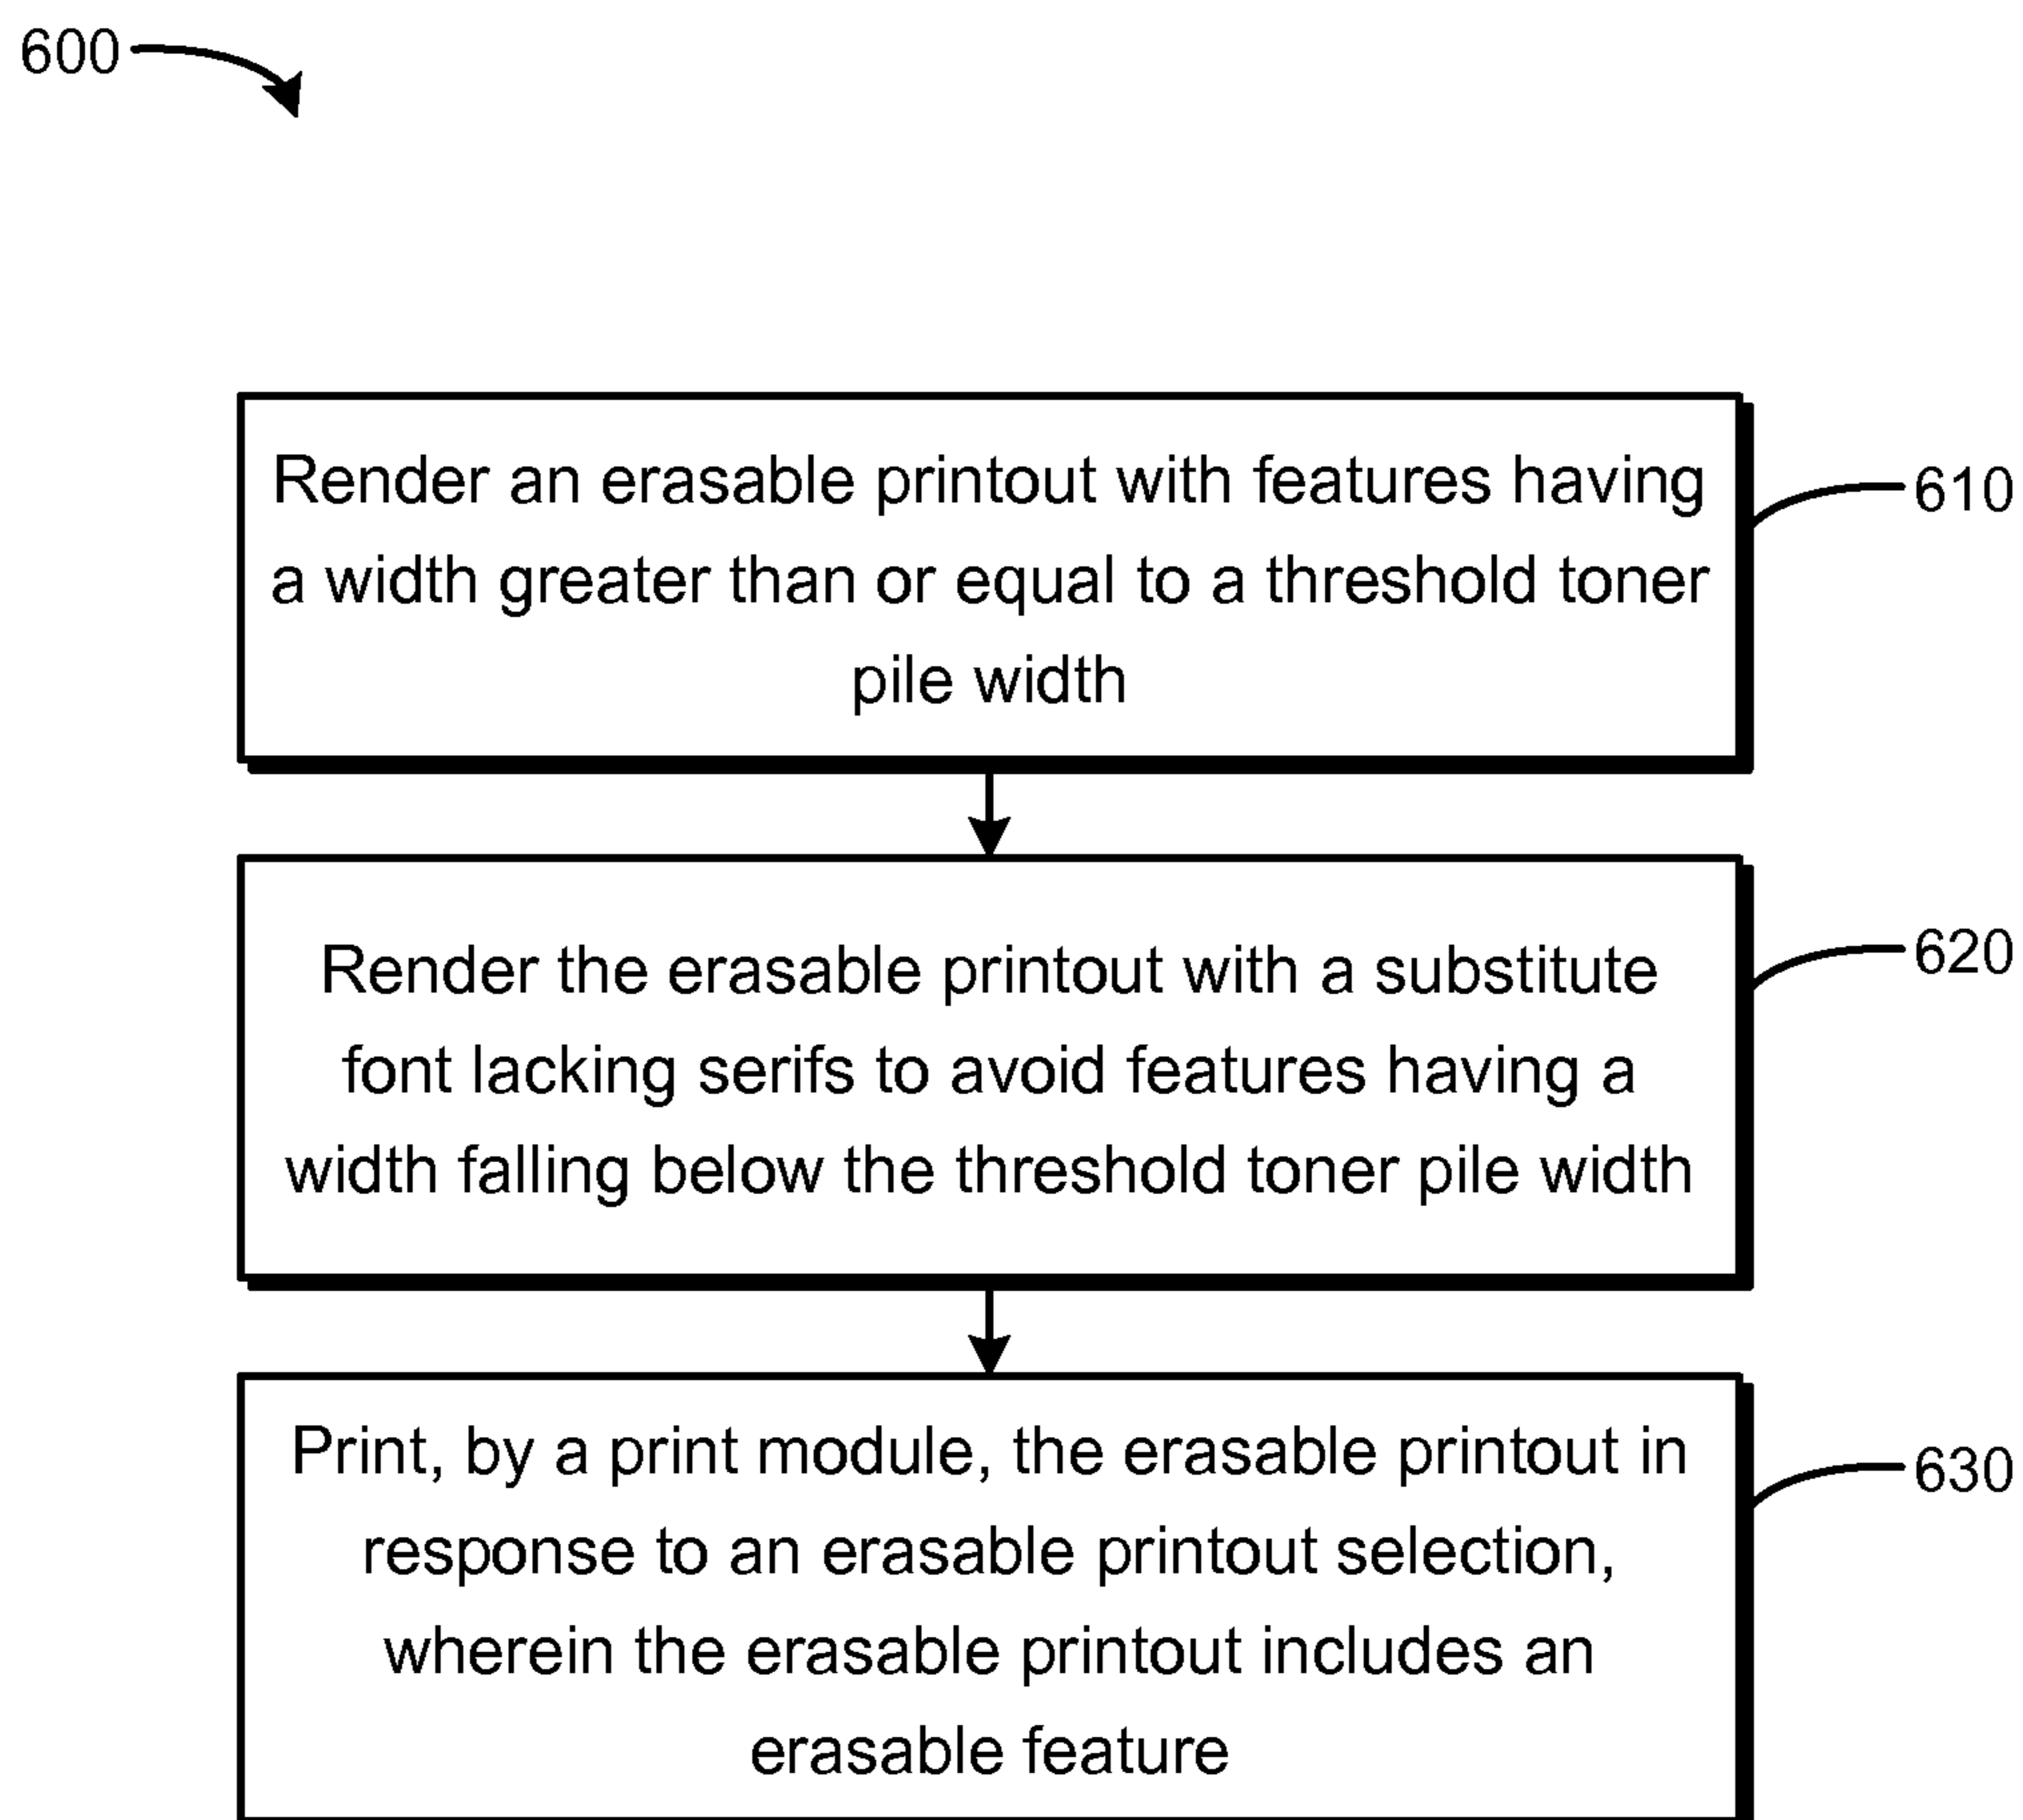 600
Render an erasable printout with features having
a width greater than or equal to a threshold toner
pile width
610
Render the erasable printout with a substitute
font lacking serifs to avoid features having a
width falling below the threshold toner pile width
620
Print, by a print module, the erasable printout in
response to an erasable printout selection,
wherein the erasable printout includes an
erasable feature
630